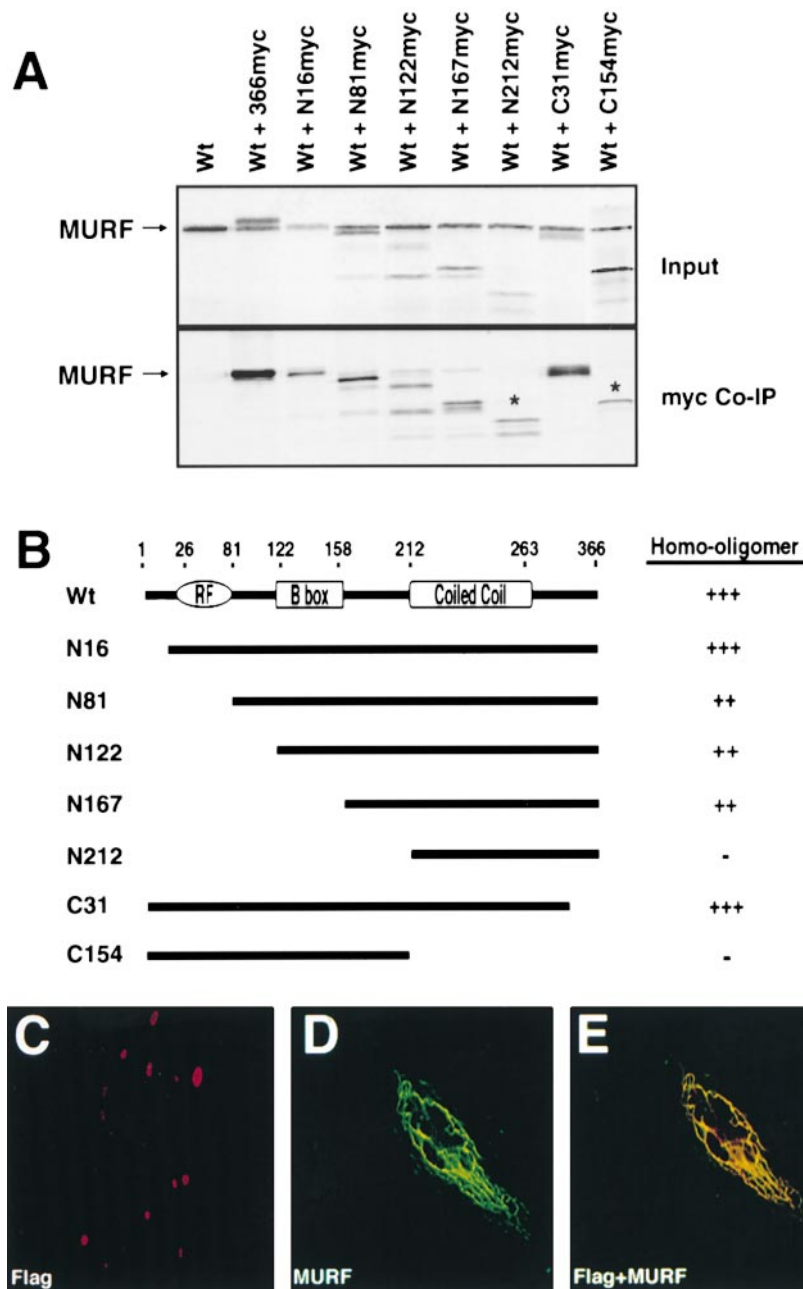 A
Wt
Wt + 366myc
Wt + N16myc
Wt + N81myc
Wt + N122myc
Wt + N167myc
Wt + N212myc
Wt + C31myc
Wt + C154myc
MURF →
Input
MURF →
*
*
myc Co-IP
B
1 26 81 122 158 212 263 366 Homo-oligomer
Wt RF B box Coiled Coil +++
N16 +++
N81 ++
N122 ++
N167 ++
N212 -
C31 +++
C154 -
C
Flag
D
MURF
E
Flag+MURF